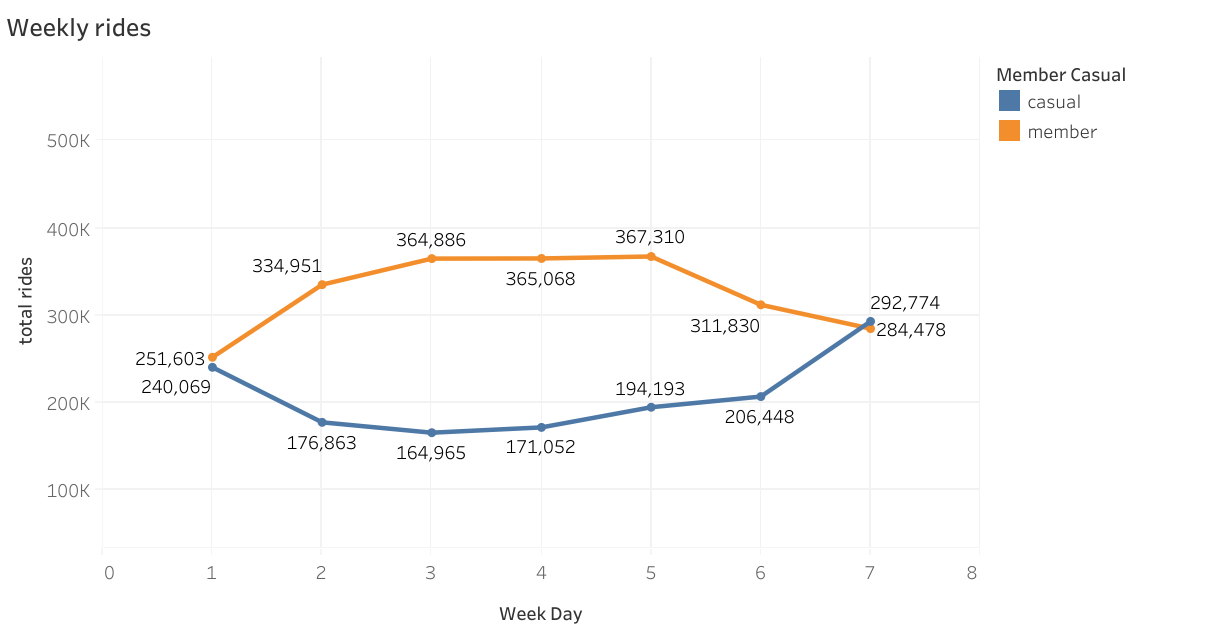 Weekly rides
Member Casual
casual
member
500K
400K
300K
200K
100K
total rides
334,951
364,886
365,068
367,310
311,830
292,774
284,478
251,603
240,069
176,863
164,965
171,052
194,193
206,448
0 1 2 3 4 5 6 7 8
Week Day